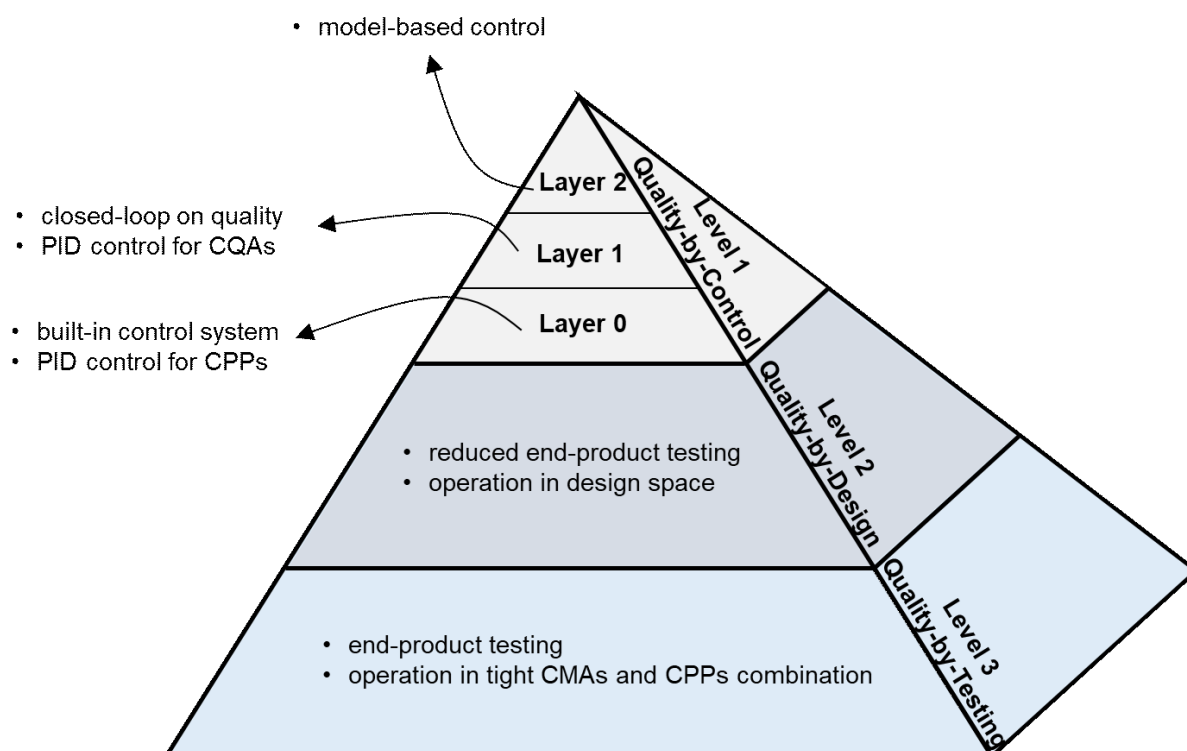 • model-based control
Layer 2
Level 1
Quality-by-Control
• closed-loop on quality
• PID control for CQAs
Layer 1
• built-in control system
• PID control for CPPs
Layer 0
Level 2
Quality-by-Design
• reduced end-product testing
• operation in design space
Level 3
Quality-by-Testing
• end-product testing
• operation in tight CMAs and CPPs combination